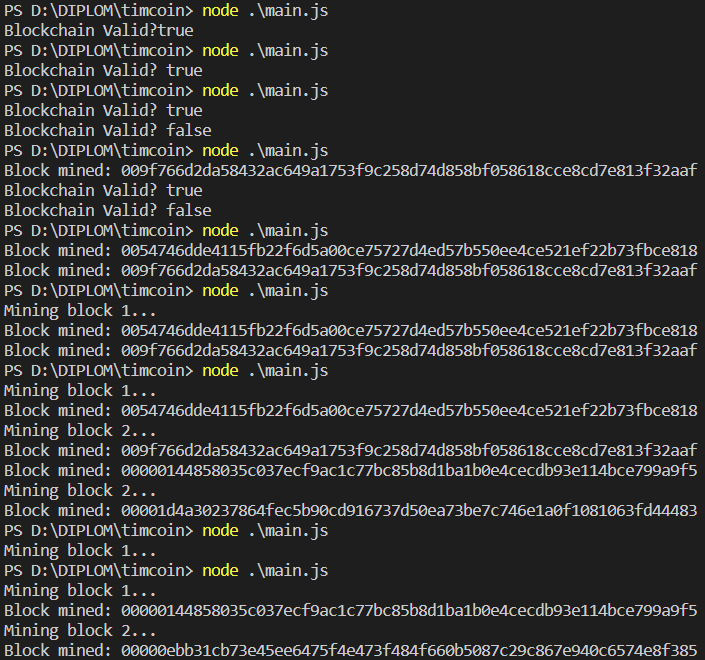 PS D:\DIPLOM\timcoin> node .\main.js
Blockchain Valid?true
PS D:\DIPLOM\timcoin> node .\main.js
Blockchain Valid? true
PS D:\DIPLOM\timcoin> node .\main.js
Blockchain Valid? true
Blockchain Valid? false
PS D:\DIPLOM\timcoin> node .\main.js
Block mined: 009f766d2da58432ac649a1753f9c258d74d858bf058618cce8cd7e813f32aaf
Blockchain Valid? true
Blockchain Valid? false
PS D:\DIPLOM\timcoin> node .\main.js
Block mined: 0054746dde4115fb22f6d5a00ce75727d4ed57b550ee4ce521ef22b73fbce818
Block mined: 009f766d2da58432ac649a1753f9c258d74d858bf058618cce8cd7e813f32aaf
PS D:\DIPLOM\timcoin> node .\main.js
Mining block 1...
Block mined: 0054746dde4115fb22f6d5a00ce75727d4ed57b550ee4ce521ef22b73fbce818
Block mined: 009f766d2da58432ac649a1753f9c258d74d858bf058618cce8cd7e813f32aaf
PS D:\DIPLOM\timcoin> node .\main.js
Mining block 1...
Block mined: 0054746dde4115fb22f6d5a00ce75727d4ed57b550ee4ce521ef22b73fbce818
Mining block 2...
Block mined: 009f766d2da58432ac649a1753f9c258d74d858bf058618cce8cd7e813f32aaf
Block mined: 00000144858035c037ecf9ac1c77bc85b8d1ba1b0e4cecdb93e114bce799a9f5
Mining block 2...
Block mined: 00001d4a30237864fec5b90cd916737d50ea73be7c746e1a0f1081063fd44483
PS D:\DIPLOM\timcoin> node .\main.js
Mining block 1...
PS D:\DIPLOM\timcoin> node .\main.js
Mining block 1...
Block mined: 00000144858035c037ecf9ac1c77bc85b8d1ba1b0e4cecdb93e114bce799a9f5
Mining block 2...
Block mined: 00000ebb31cb73e45ee6475f4e473f484f660b5087c29c867e940c6574e8f385